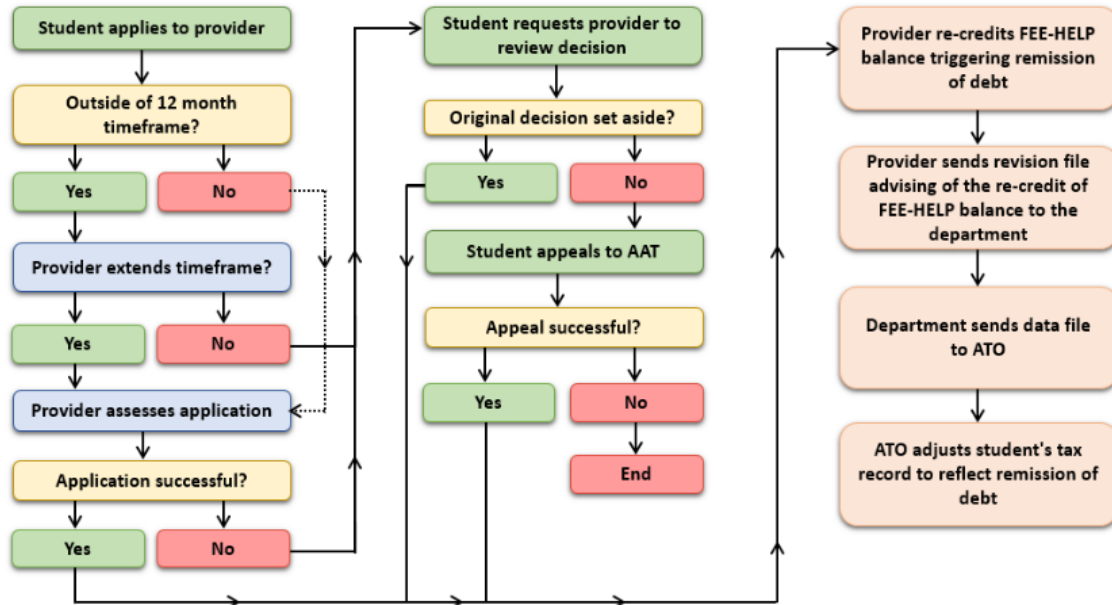 Student applies to provider
Outside of 12 month
timeframe?
Yes
No
Provider extends timeframe?
Yes
No
Provider assesses application
Application successful?
Yes
No
Student requests provider to
review decision
Original decision set aside?
Yes
No
Student appeals to AAT
Appeal successful?
Yes
No
End
Provider re-credits FEE-HELP
balance triggering remission
of debt
Provider sends revision file
advising of the re-credit of
FEE-HELP balance to the
department
Department sends data file
to ATO
ATO adjusts student's tax
record to reflect remission of
debt